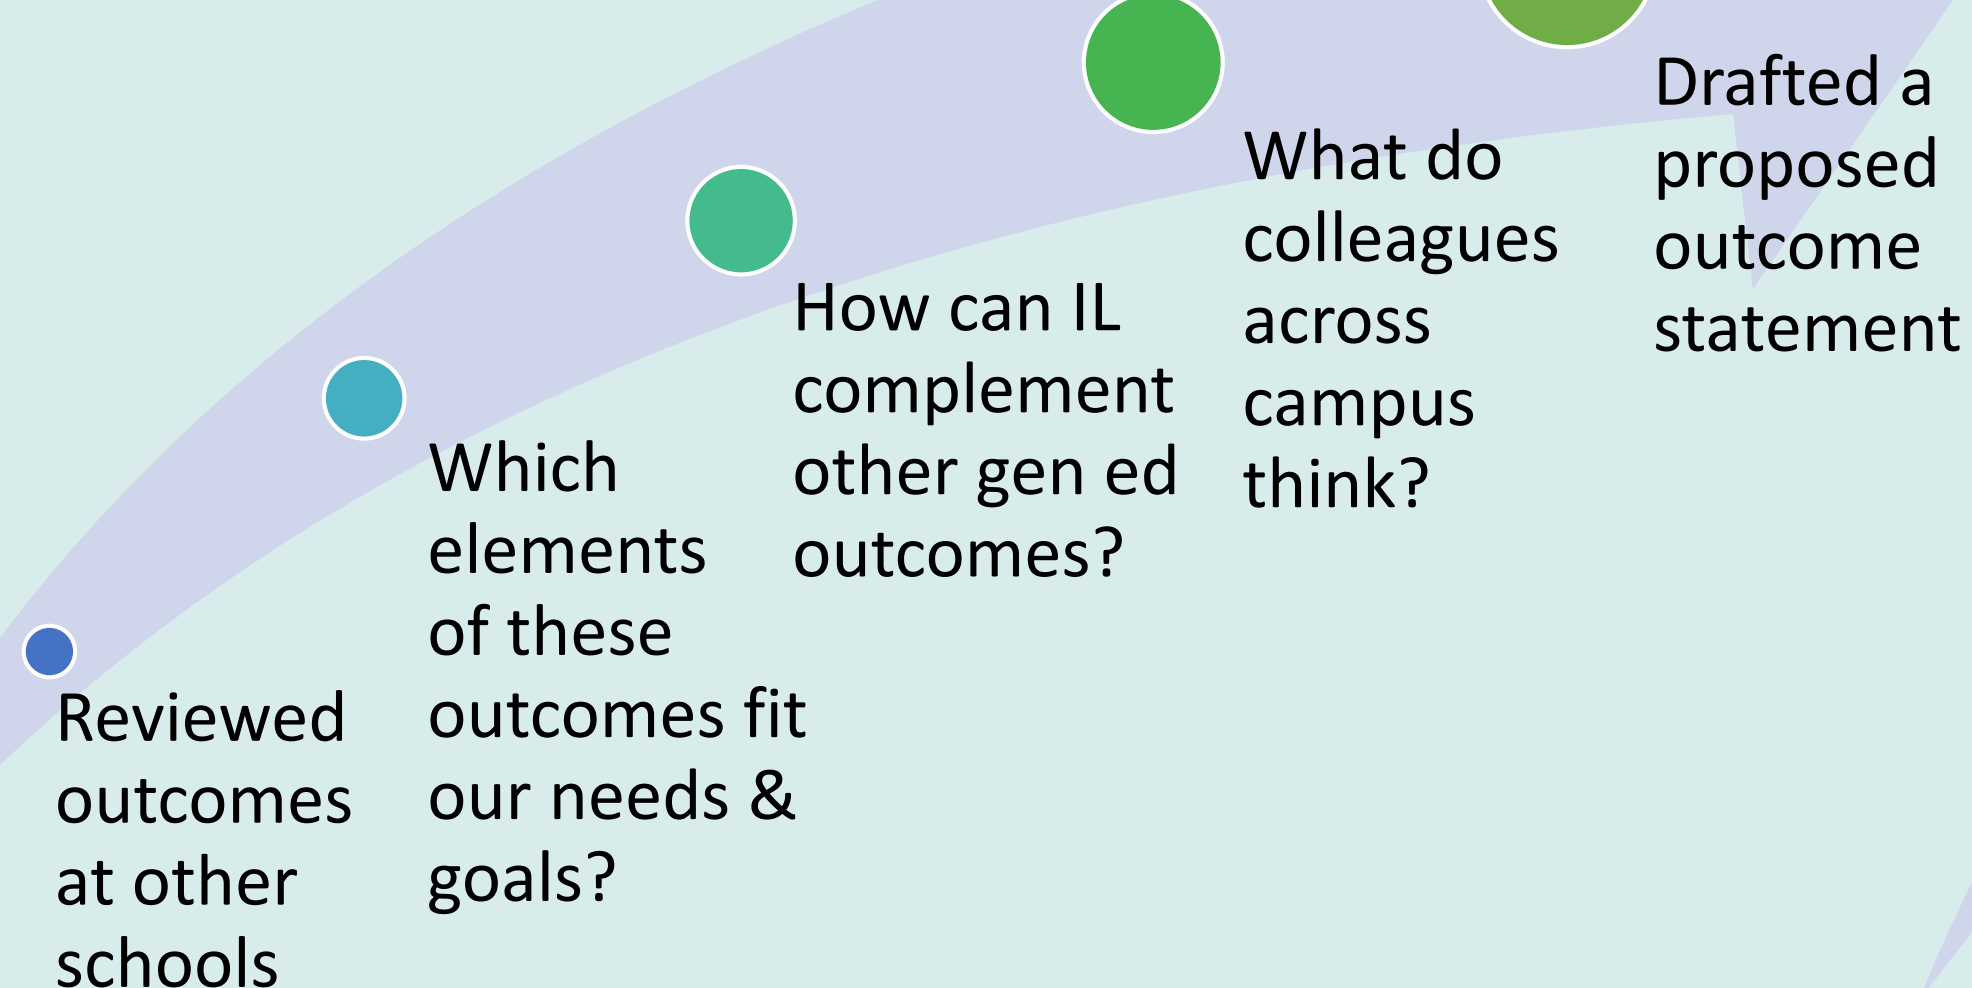 Reviewed
outcomes
at other
schools
Which
elements
of these
outcomes fit
our needs &
goals?
How can IL
complement
other gen ed
outcomes?
What do
colleagues
across
campus
think?
Drafted a
proposed
outcome
statement